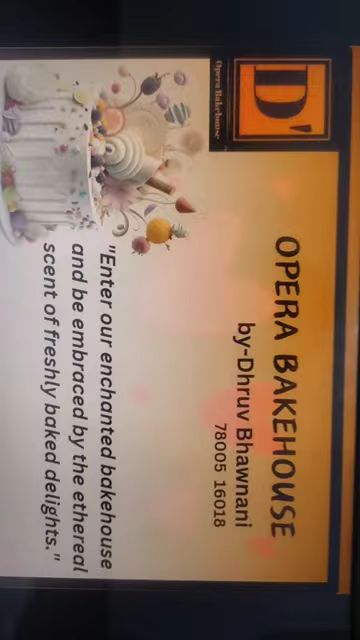 D'
Opera Bakehouse
OPERA BAKEHOUSE
by-Dhruv Bhawnani
78005 16018
"Enter our enchanted bakehouse
and be embraced by the ethereal
scent of freshly baked delights."